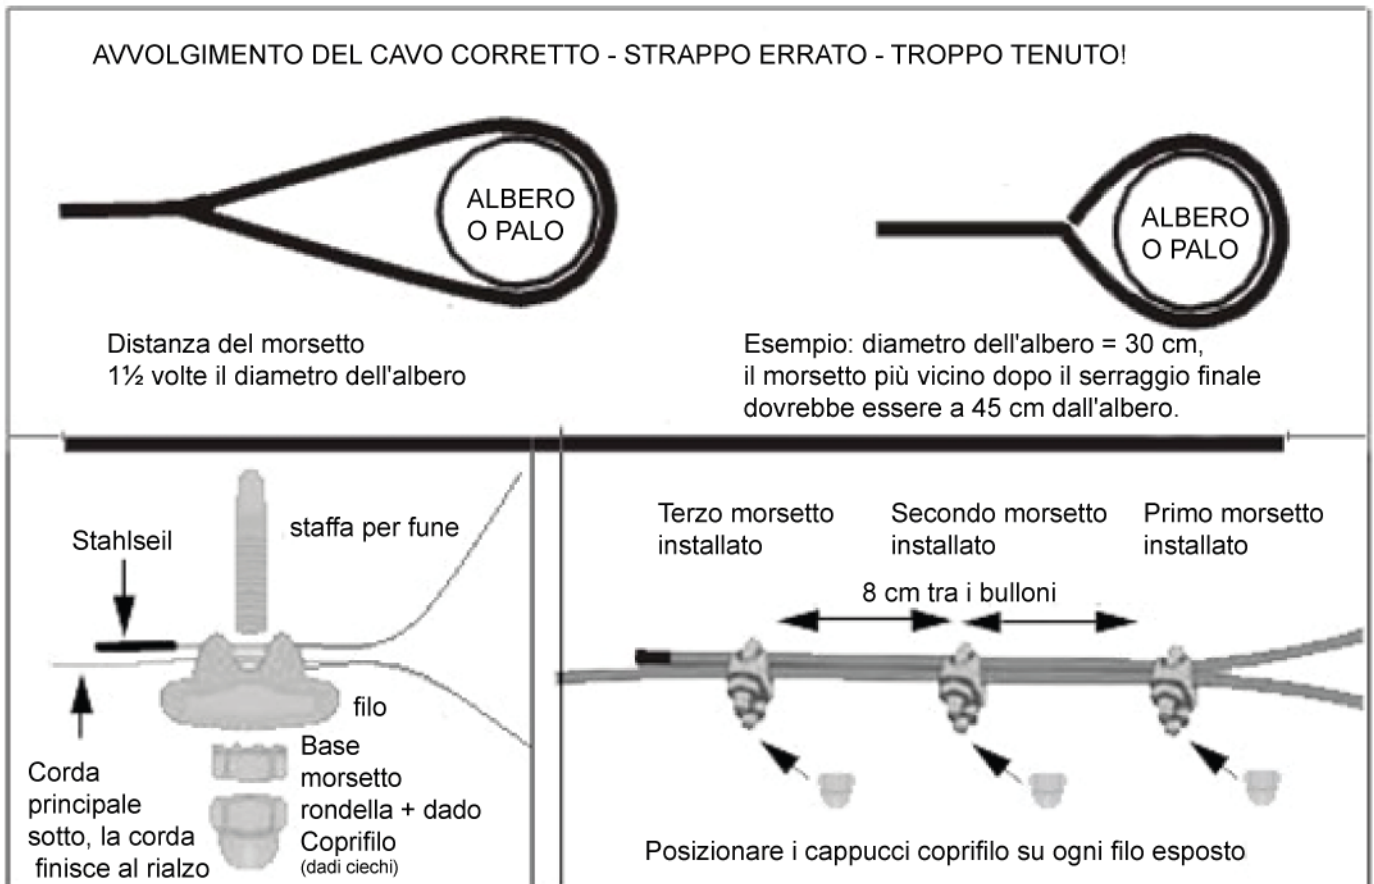 AVVOLGIMENTO DEL CAVO CORRETTO - STRAPPO ERRATO - TROPPO TENUTO!
ALBERO
O PALO
ALBERO
O PALO
Distanza del morsetto
1½ volte il diametro dell'albero
Esempio: diametro dell'albero = 30 cm,
il morsetto più vicino dopo il serraggio finale
dovrebbe essere a 45 cm dall'albero.
Stahlseil
staffa per fune
filo
Base
morsetto
rondella + dado
Coprifilo
(dadi ciechi)
Corda
principale
sotto, la corda
finisce al rialzo
Terzo morsetto
installato
Secondo morsetto
installato
Primo morsetto
installato
8 cm tra i bulloni
Posizionare i cappucci coprifilo su ogni filo esposto